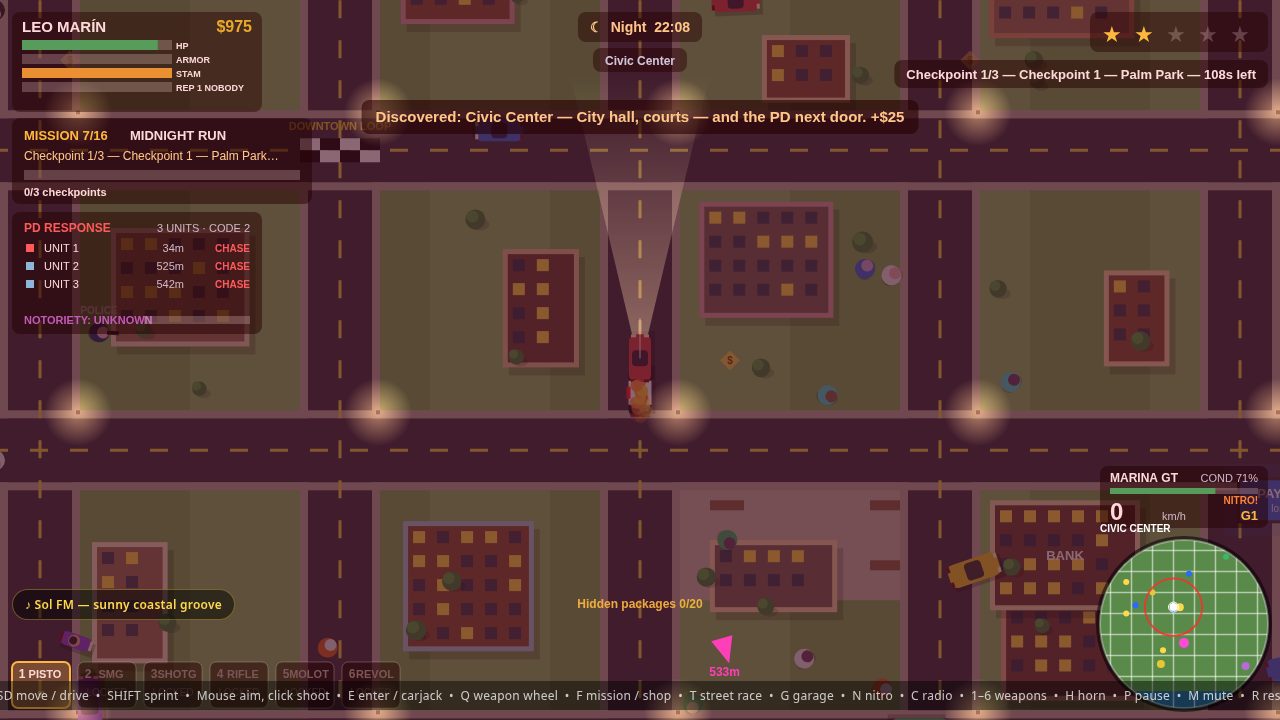 LEO MARÍN $975
HP
ARMOR
STAM
REP 1 NOBODY
☾ Night 22:08
Civic Center
Checkpoint 1/3 — Checkpoint 1 — Palm Park — 108s left
Discovered: Civic Center — City hall, courts — and the PD next door. +$25
DOWNTOWN LOOP
MISSION 7/16 MIDNIGHT RUN
Checkpoint 1/3 — Checkpoint 1 — Palm Park…
0/3 checkpoints
PD RESPONSE 3 UNITS · CODE 2
UNIT 1 34m CHASE
UNIT 2 525m CHASE
UNIT 3 542m CHASE
POLICE
NOTORIETY: UNKNOWN
$
MARINA GT COND 71%
NITRO!
0 km/h G1
CIVIC CENTER
BANK
♪ Sol FM — sunny coastal groove
Hidden packages 0/20
533m
1 PISTO 2 SMG 3SHOTG 4 RIFLE 5MOLOT 6REVOL
SD move / drive • SHIFT sprint • Mouse aim, click shoot • E enter / carjack • Q weapon wheel • F mission / shop • T street race • G garage • N nitro • C radio • 1–6 weapons • H horn • P pause • M mute • R res